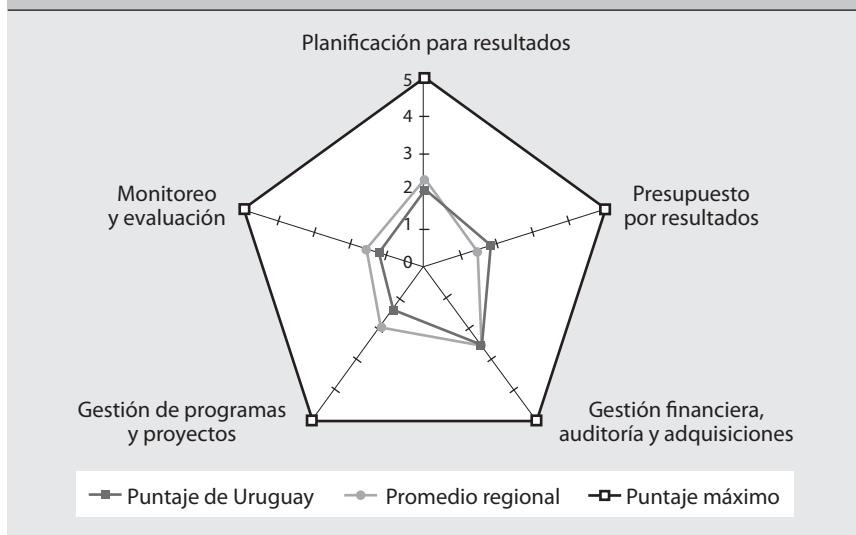 Planificación para resultados
5
4
3
2
1
0
Monitoreo
y evaluación
Presupuesto
por resultados
Gestión de programas
y proyectos
Gestión financiera,
auditoría y adquisiciones
Puntaje de Uruguay
Promedio regional
Puntaje máximo